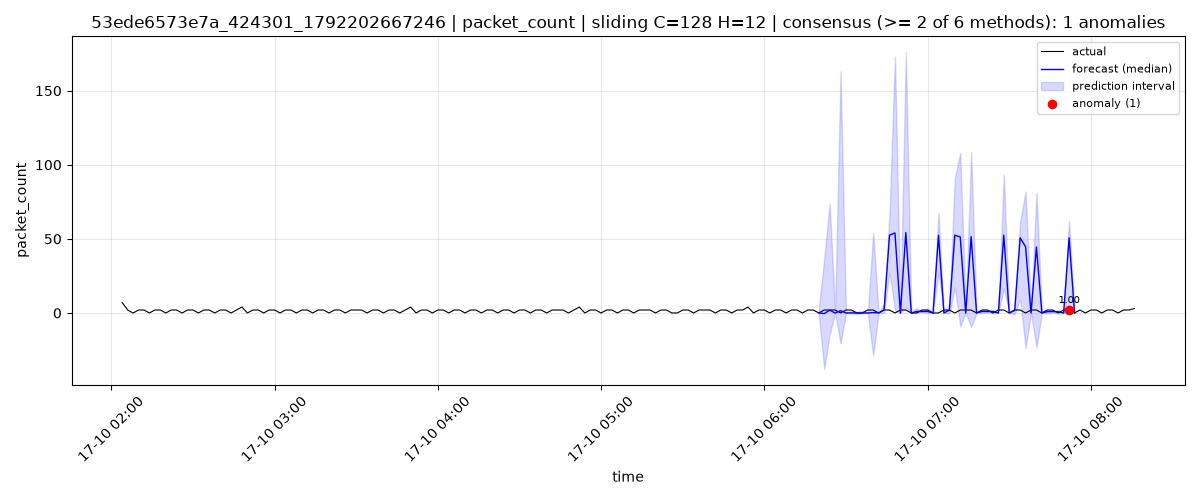 53ede6573e7a_424301_1792202667246 | packet_count | sliding C=128 H=12 | consensus (>= 2 of 6 methods): 1 anomalies
actual
forecast (median)
prediction interval
anomaly (1)
packet_count
150
100
50
0
1.00
17-10 02:00
17-10 03:00
17-10 04:00
17-10 05:00
17-10 06:00
17-10 07:00
17-10 08:00
time